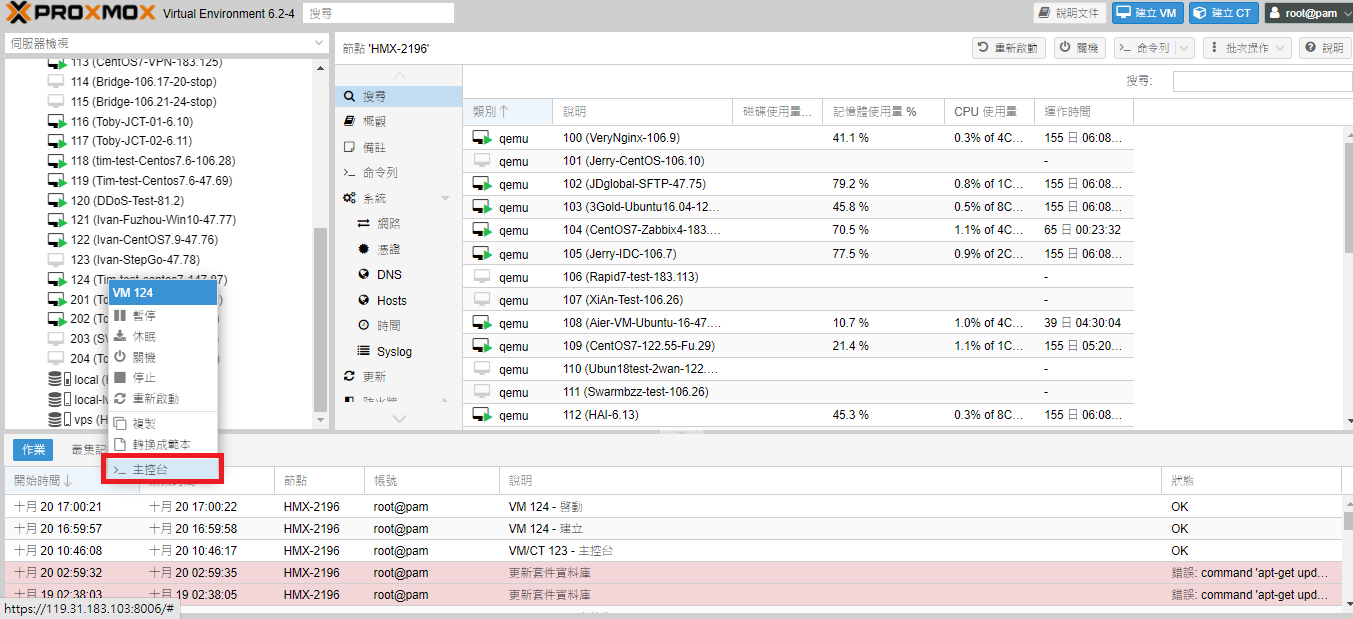 PROXMOX Virtual Environment 6.2-4 搜尋 說明文件 建立 VM 建立 CT root@pam
伺服器檢視
節點 'HMX-2196' 重新啟動 關機 命令列 批次操作 說明
113 (CentOS7-VPN-183.125)
114 (Bridge-106.17-20-stop)
115 (Bridge-106.21-24-stop)
116 (Toby-JCT-01-6.10)
117 (Toby-JCT-02-6.11)
118 (tim-test-Centos7.6-106.28)
119 (Tim-test-Centos7.6-47.69)
120 (DDoS-Test-81.2)
121 (Ivan-Fuzhou-Win10-47.77)
122 (Ivan-CentOS7.9-47.76)
123 (Ivan-StepGo-47.78)
124 (Tim-test-centos7-147.87)
201 (To
202 (To
203 (S
204 (To
local (
local-lv
vps (H
VM 124
暫停
休眠
關機
停止
重新啟動
複製
轉換成範本
主控台
搜尋
概觀
備註
命令列
系統
網路
憑證
DNS
Hosts
時間
Syslog
更新
防火牆
搜尋:
類別 說明 磁碟使用量... 記憶體使用量 % CPU 使用量 運作時間
qemu 100 (VeryNginx-106.9) 41.1 % 0.3% of 4C... 155 日 06:08...
qemu 101 (Jerry-CentOS-106.10) -
qemu 102 (JDglobal-SFTP-47.75) 79.2 % 0.8% of 1C... 155 日 06:08...
qemu 103 (3Gold-Ubuntu16.04-12... 45.8 % 0.5% of 8C... 155 日 06:08...
qemu 104 (CentOS7-Zabbix4-183.... 70.5 % 1.1% of 4C... 65 日 00:23:32
qemu 105 (Jerry-IDC-106.7) 77.5 % 0.9% of 2C... 155 日 06:08...
qemu 106 (Rapid7-test-183.113) -
qemu 107 (XiAn-Test-106.26) -
qemu 108 (Aier-VM-Ubuntu-16-47.... 10.7 % 1.0% of 4C... 39 日 04:30:04
qemu 109 (CentOS7-122.55-Fu.29) 21.4 % 1.1% of 1C... 155 日 05:20...
qemu 110 (Ubun18test-2wan-122....
qemu 111 (Swarmbzz-test-106.26) -
qemu 112 (HAI-6.13) 45.3 % 0.3% of 8C... 155 日 06:08...
作業 叢集記
開始時間 節點 帳號 說明 狀態
十月 20 17:00:21 十月 20 17:00:22 HMX-2196 root@pam VM 124 - 啟動 OK
十月 20 16:59:57 十月 20 16:59:58 HMX-2196 root@pam VM 124 - 建立 OK
十月 20 10:46:08 十月 20 10:46:17 HMX-2196 root@pam VM/CT 123 - 主控台 OK
十月 20 02:59:32 十月 20 02:59:35 HMX-2196 root@pam 更新套件資料庫 錯誤: command 'apt-get upd...
十月 19 02:38:03 十月 19 02:38:05 HMX-2196 root@pam 更新套件資料庫 錯誤: command 'apt-get upd...
https://119.31.183.103:8006/#